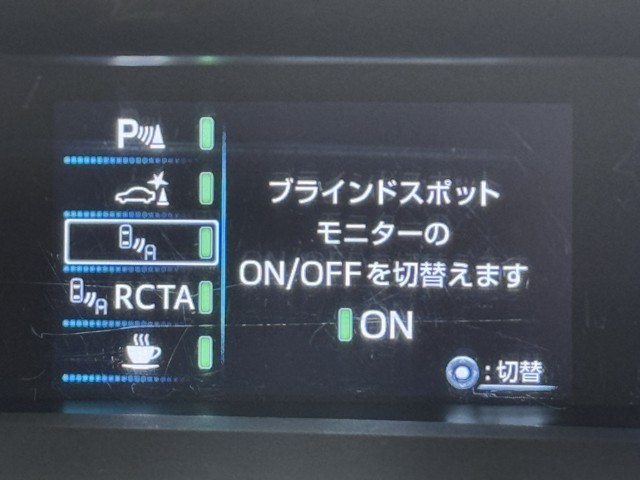 P
RCTA
ブラインドスポット
モニターの
ON/OFFを切替えます
ON
:切替